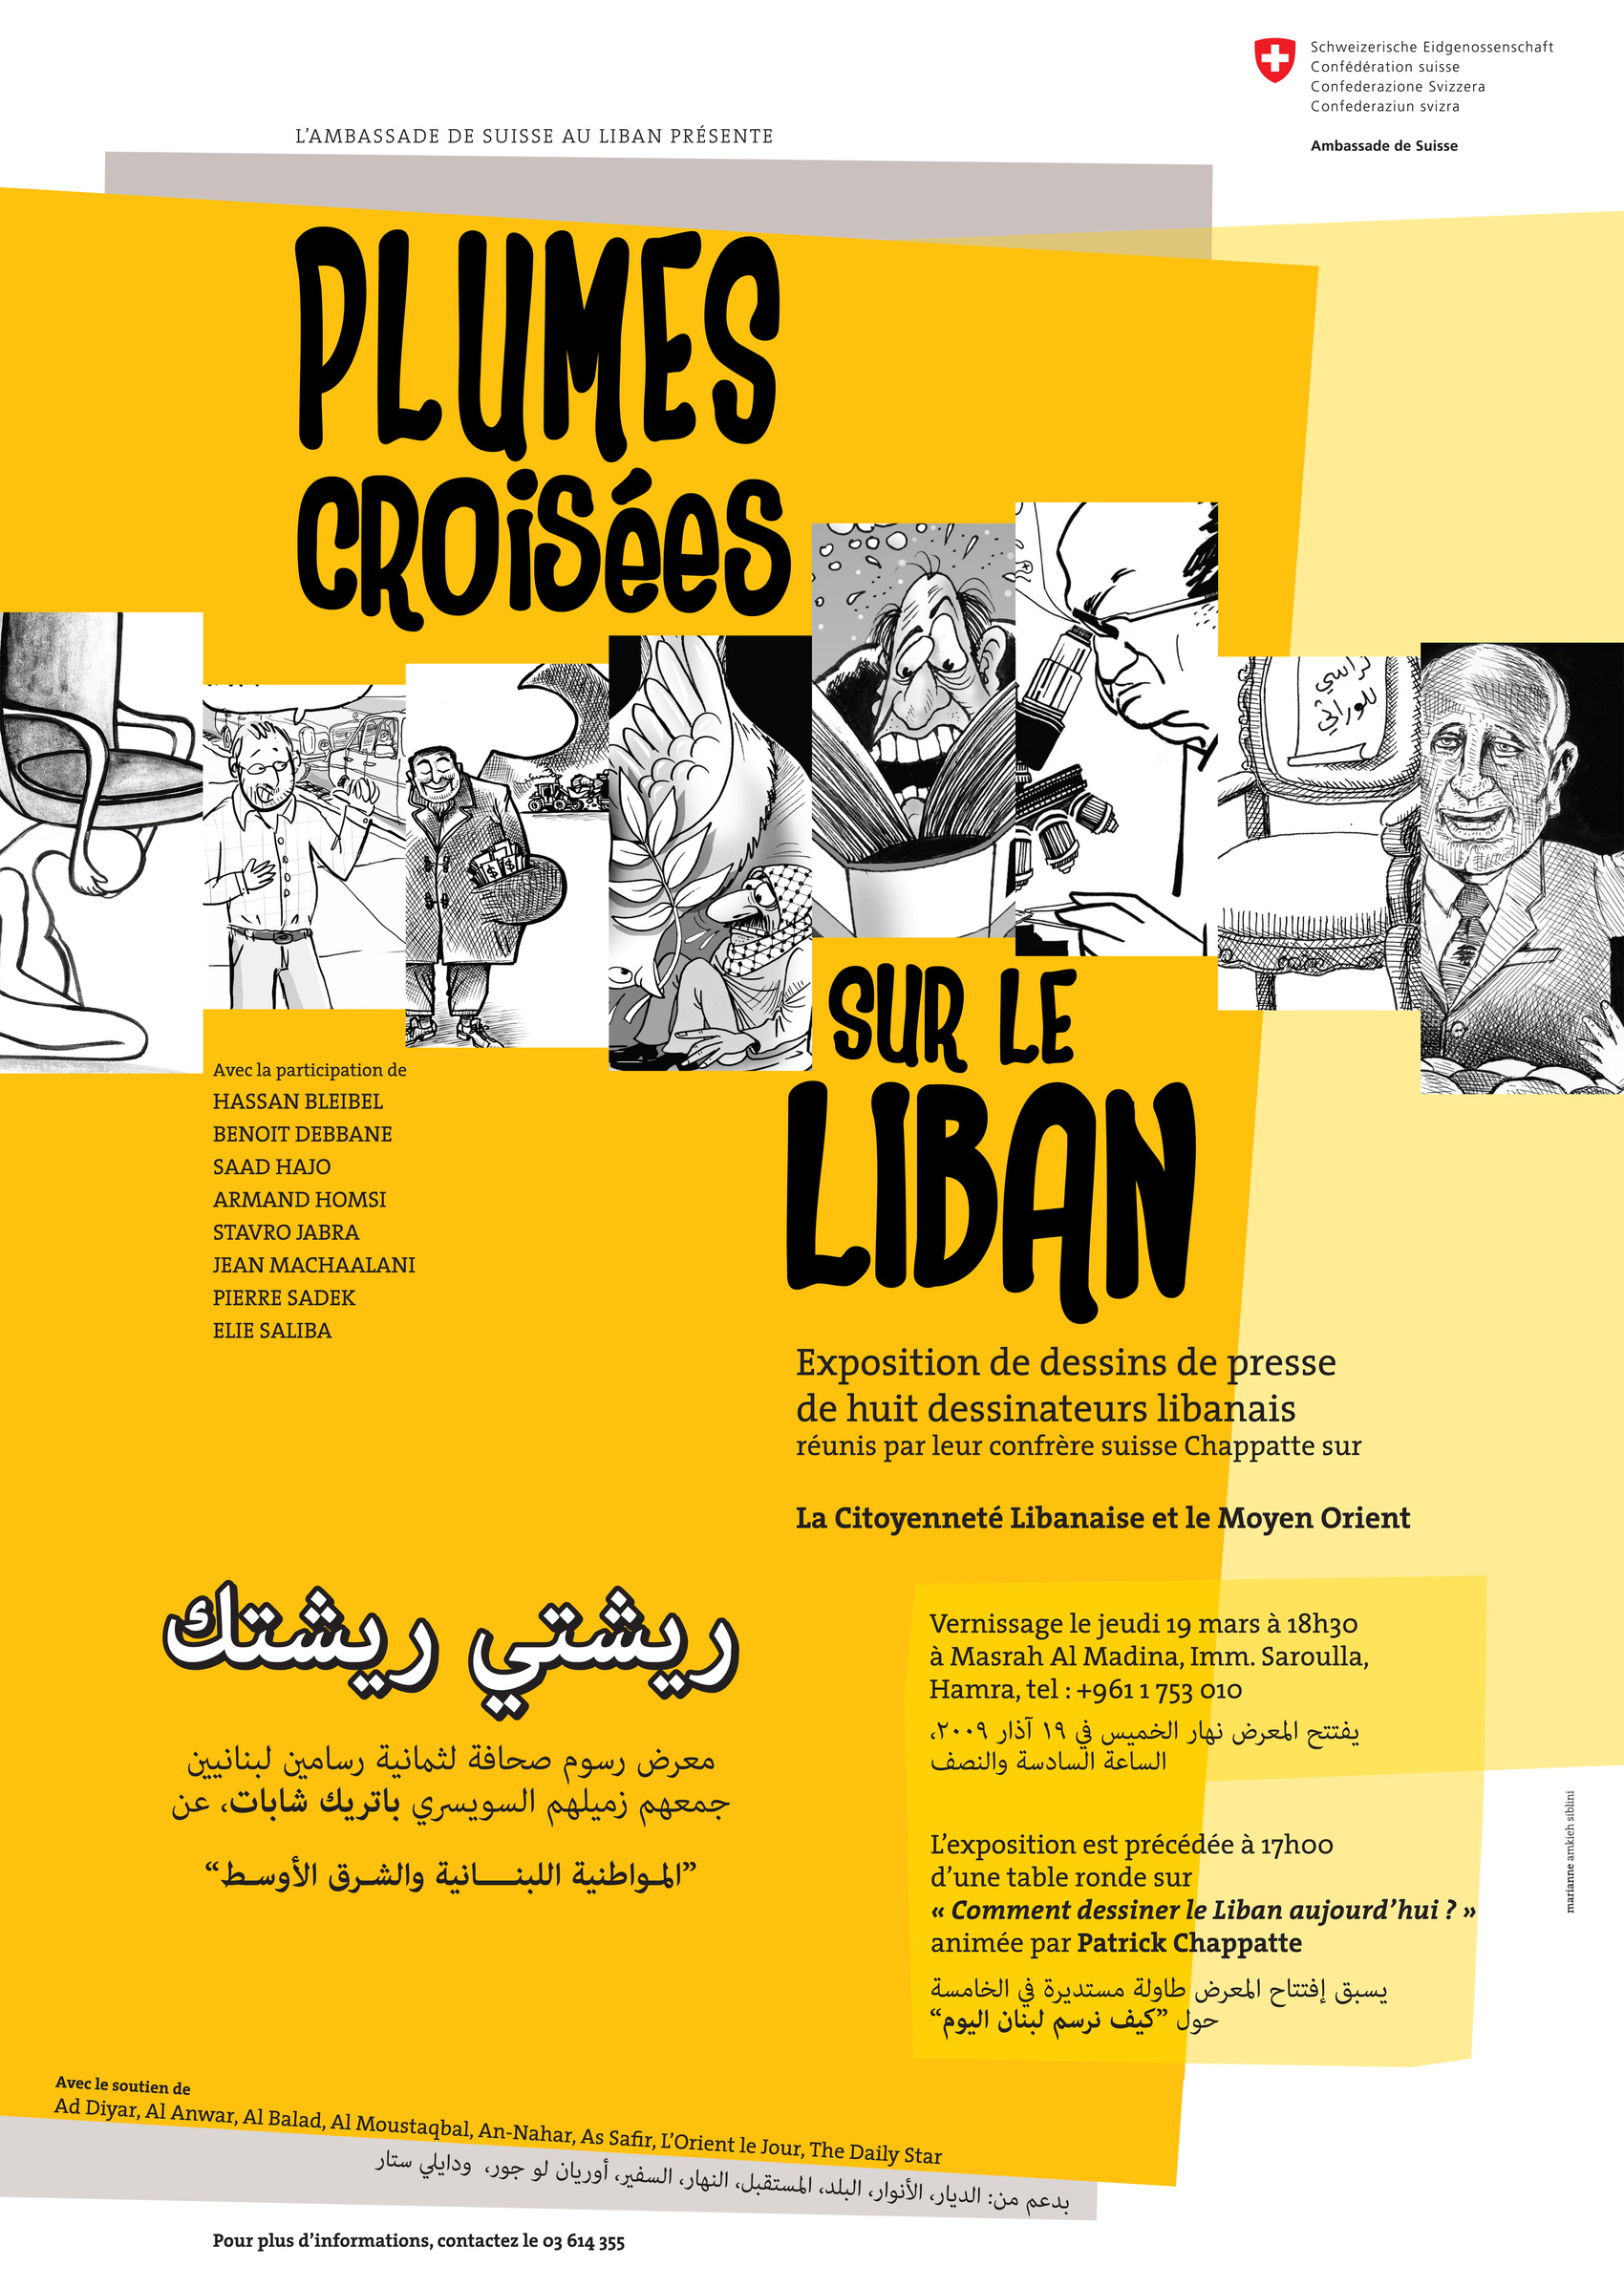 Schweizerische Eidgenossenschaft
Confédération suisse
Confederazione Svizzera
Confederaziun svizra
Ambassade de Suisse
L'AMBASSADE DE SUISSE AU LIBAN PRÉSENTE
PLUMES
CROISÉES
كراسي
للوراثي
SUR LE
LIBAN
Avec la participation de
HASSAN BLEIBEL
BENOIT DEBBANE
SAAD HAJO
ARMAND HOMSI
STAVRO JABRA
JEAN MACHAALANI
PIERRE SADEK
ELIE SALIBA
Exposition de dessins de presse
de huit dessinateurs libanais
réunis par leur confrère suisse Chappatte sur
La Citoyenneté Libanaise et le Moyen Orient
ريشتي ريشتك
معرض رسوم صحافة لثمانية رسامين لبنانيين
جمعهم زميلهم السويسري باتريك شابات، عن
”المـواطنية اللبنـــانية والشـرق الأوسـط“
Vernissage le jeudi 19 mars à 18h30
à Masrah Al Madina, Imm. Saroulla,
Hamra, tel : +961 1 753 010
يفتتح المعرض نهار الخميس في ١٩ آذار ٢٠٠٩،
الساعة السادسة والنصف
L'exposition est précédée à 17h00
d'une table ronde sur
« Comment dessiner le Liban aujourd'hui ? »
animée par Patrick Chappatte
يسبق إفتتاح المعرض طاولة مستديرة في الخامسة
حول ”كيف نرسم لبنان اليوم“
marianne amkieh siblini
Avec le soutien de
Ad Diyar, Al Anwar, Al Balad, Al Moustaqbal, An-Nahar, As Safir, L'Orient le Jour, The Daily Star
بدعم من: الديار، الأنوار، البلد، المستقبل، النهار، السفير، أوريان لو جور، ودايلي ستار
Pour plus d'informations, contactez le 03 614 355